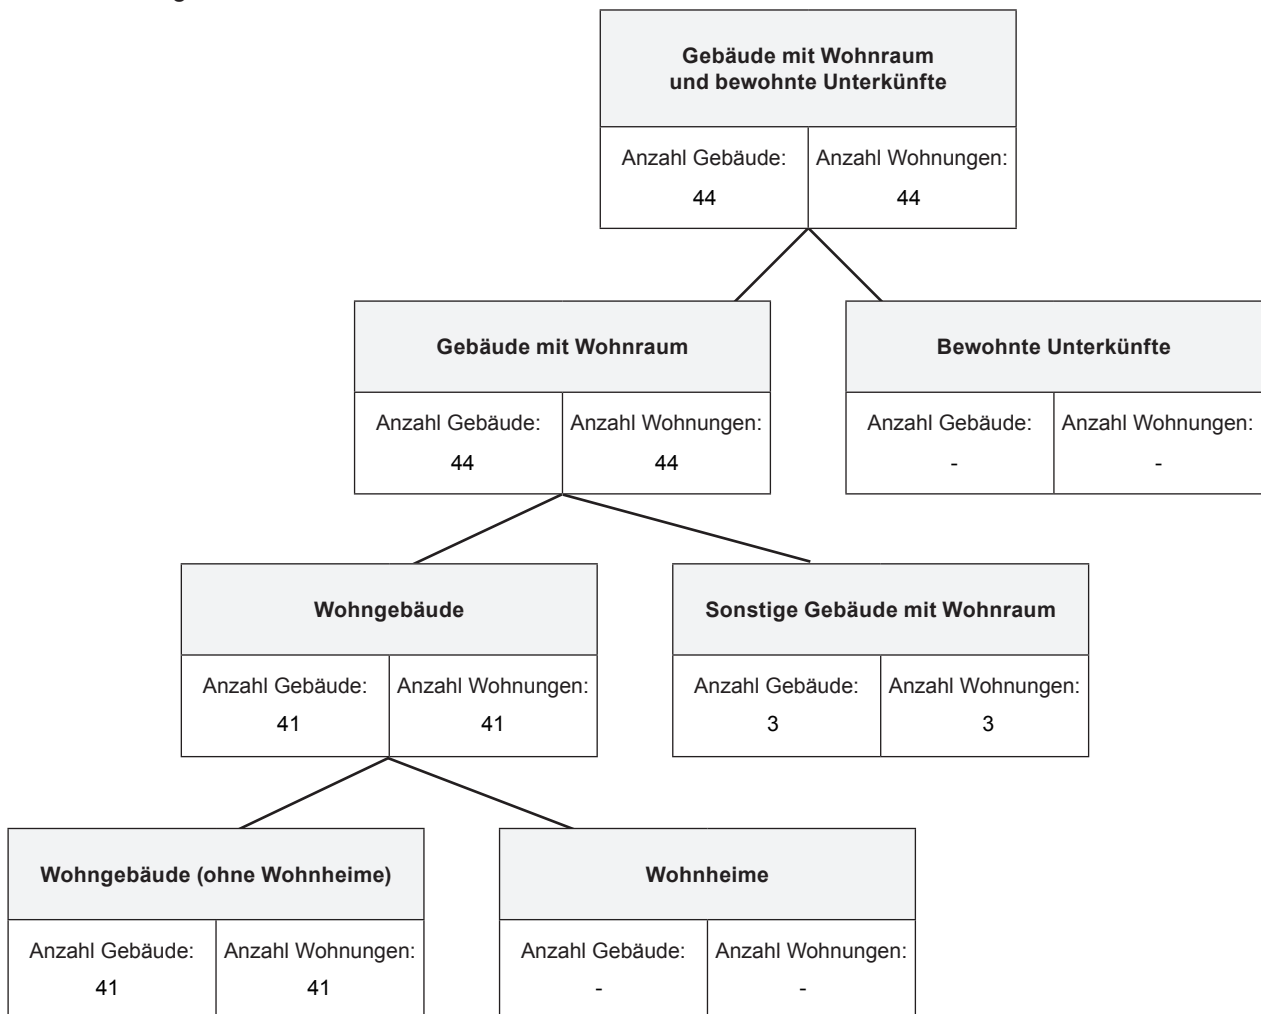 Gebäude mit Wohnraum
und bewohnte Unterkünfte
Anzahl Gebäude: Anzahl Wohnungen:
44 44
Gebäude mit Wohnraum
Anzahl Gebäude: Anzahl Wohnungen:
44 44
Bewohnte Unterkünfte
Anzahl Gebäude: Anzahl Wohnungen:
- -
Wohngebäude
Anzahl Gebäude: Anzahl Wohnungen:
41 41
Sonstige Gebäude mit Wohnraum
Anzahl Gebäude: Anzahl Wohnungen:
3 3
Wohngebäude (ohne Wohnheime)
Anzahl Gebäude: Anzahl Wohnungen:
41 41
Wohnheime
Anzahl Gebäude: Anzahl Wohnungen:
- -